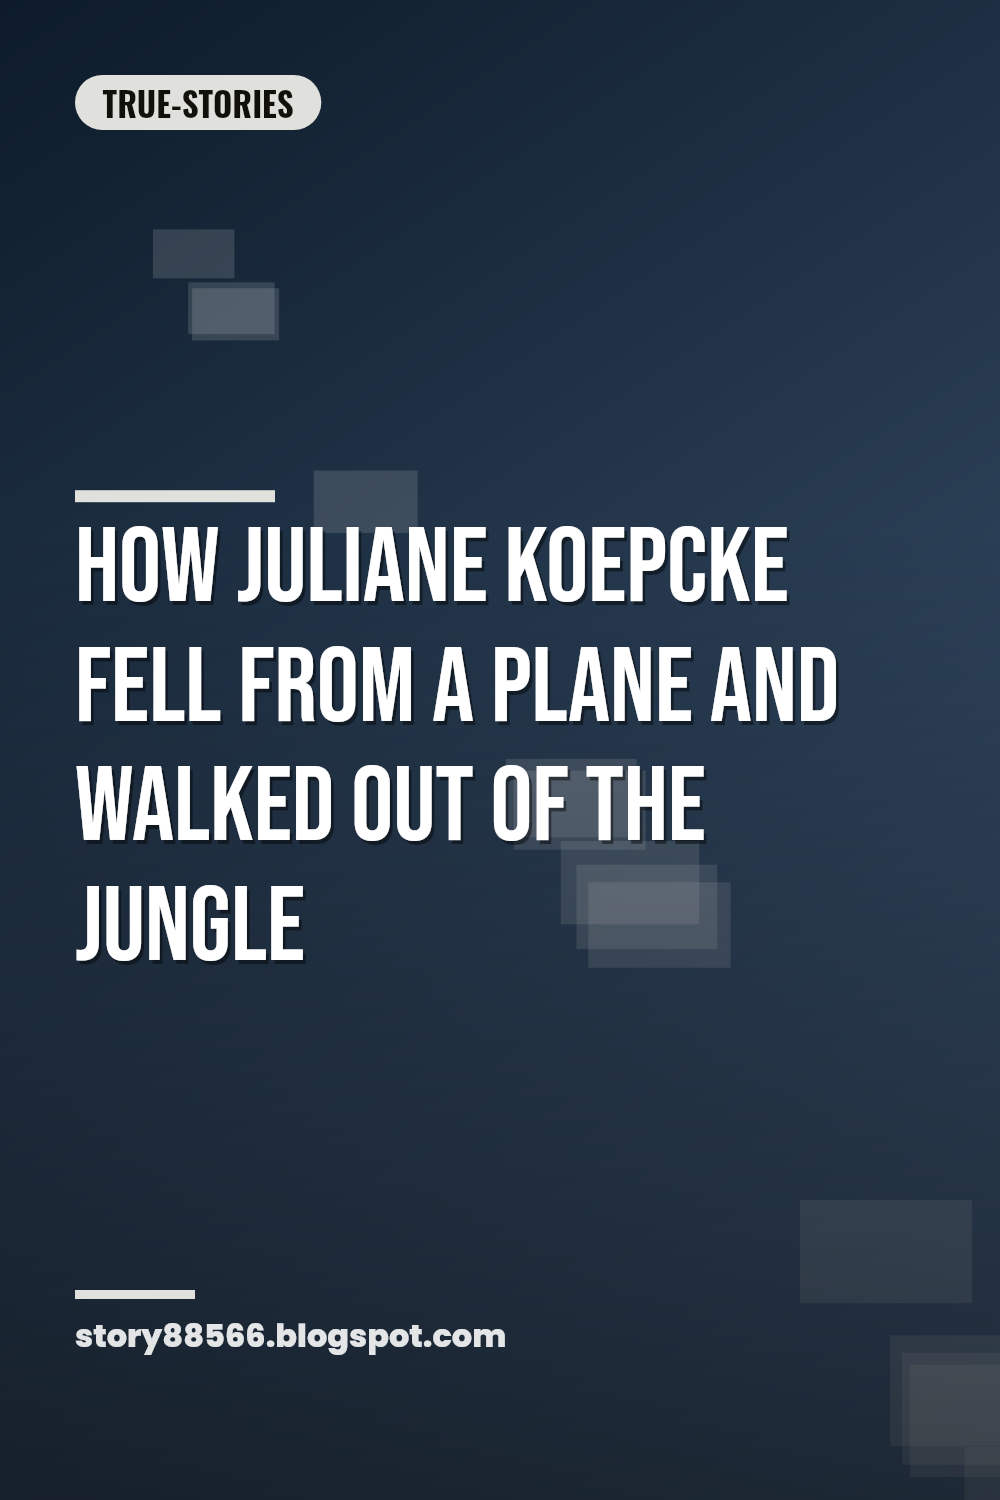 TRUE-STORIES
HOW JULIANE KOEPCKE
FELL FROM A PLANE AND
WALKED OUT OF THE
JUNGLE
story88566.blogspot.com